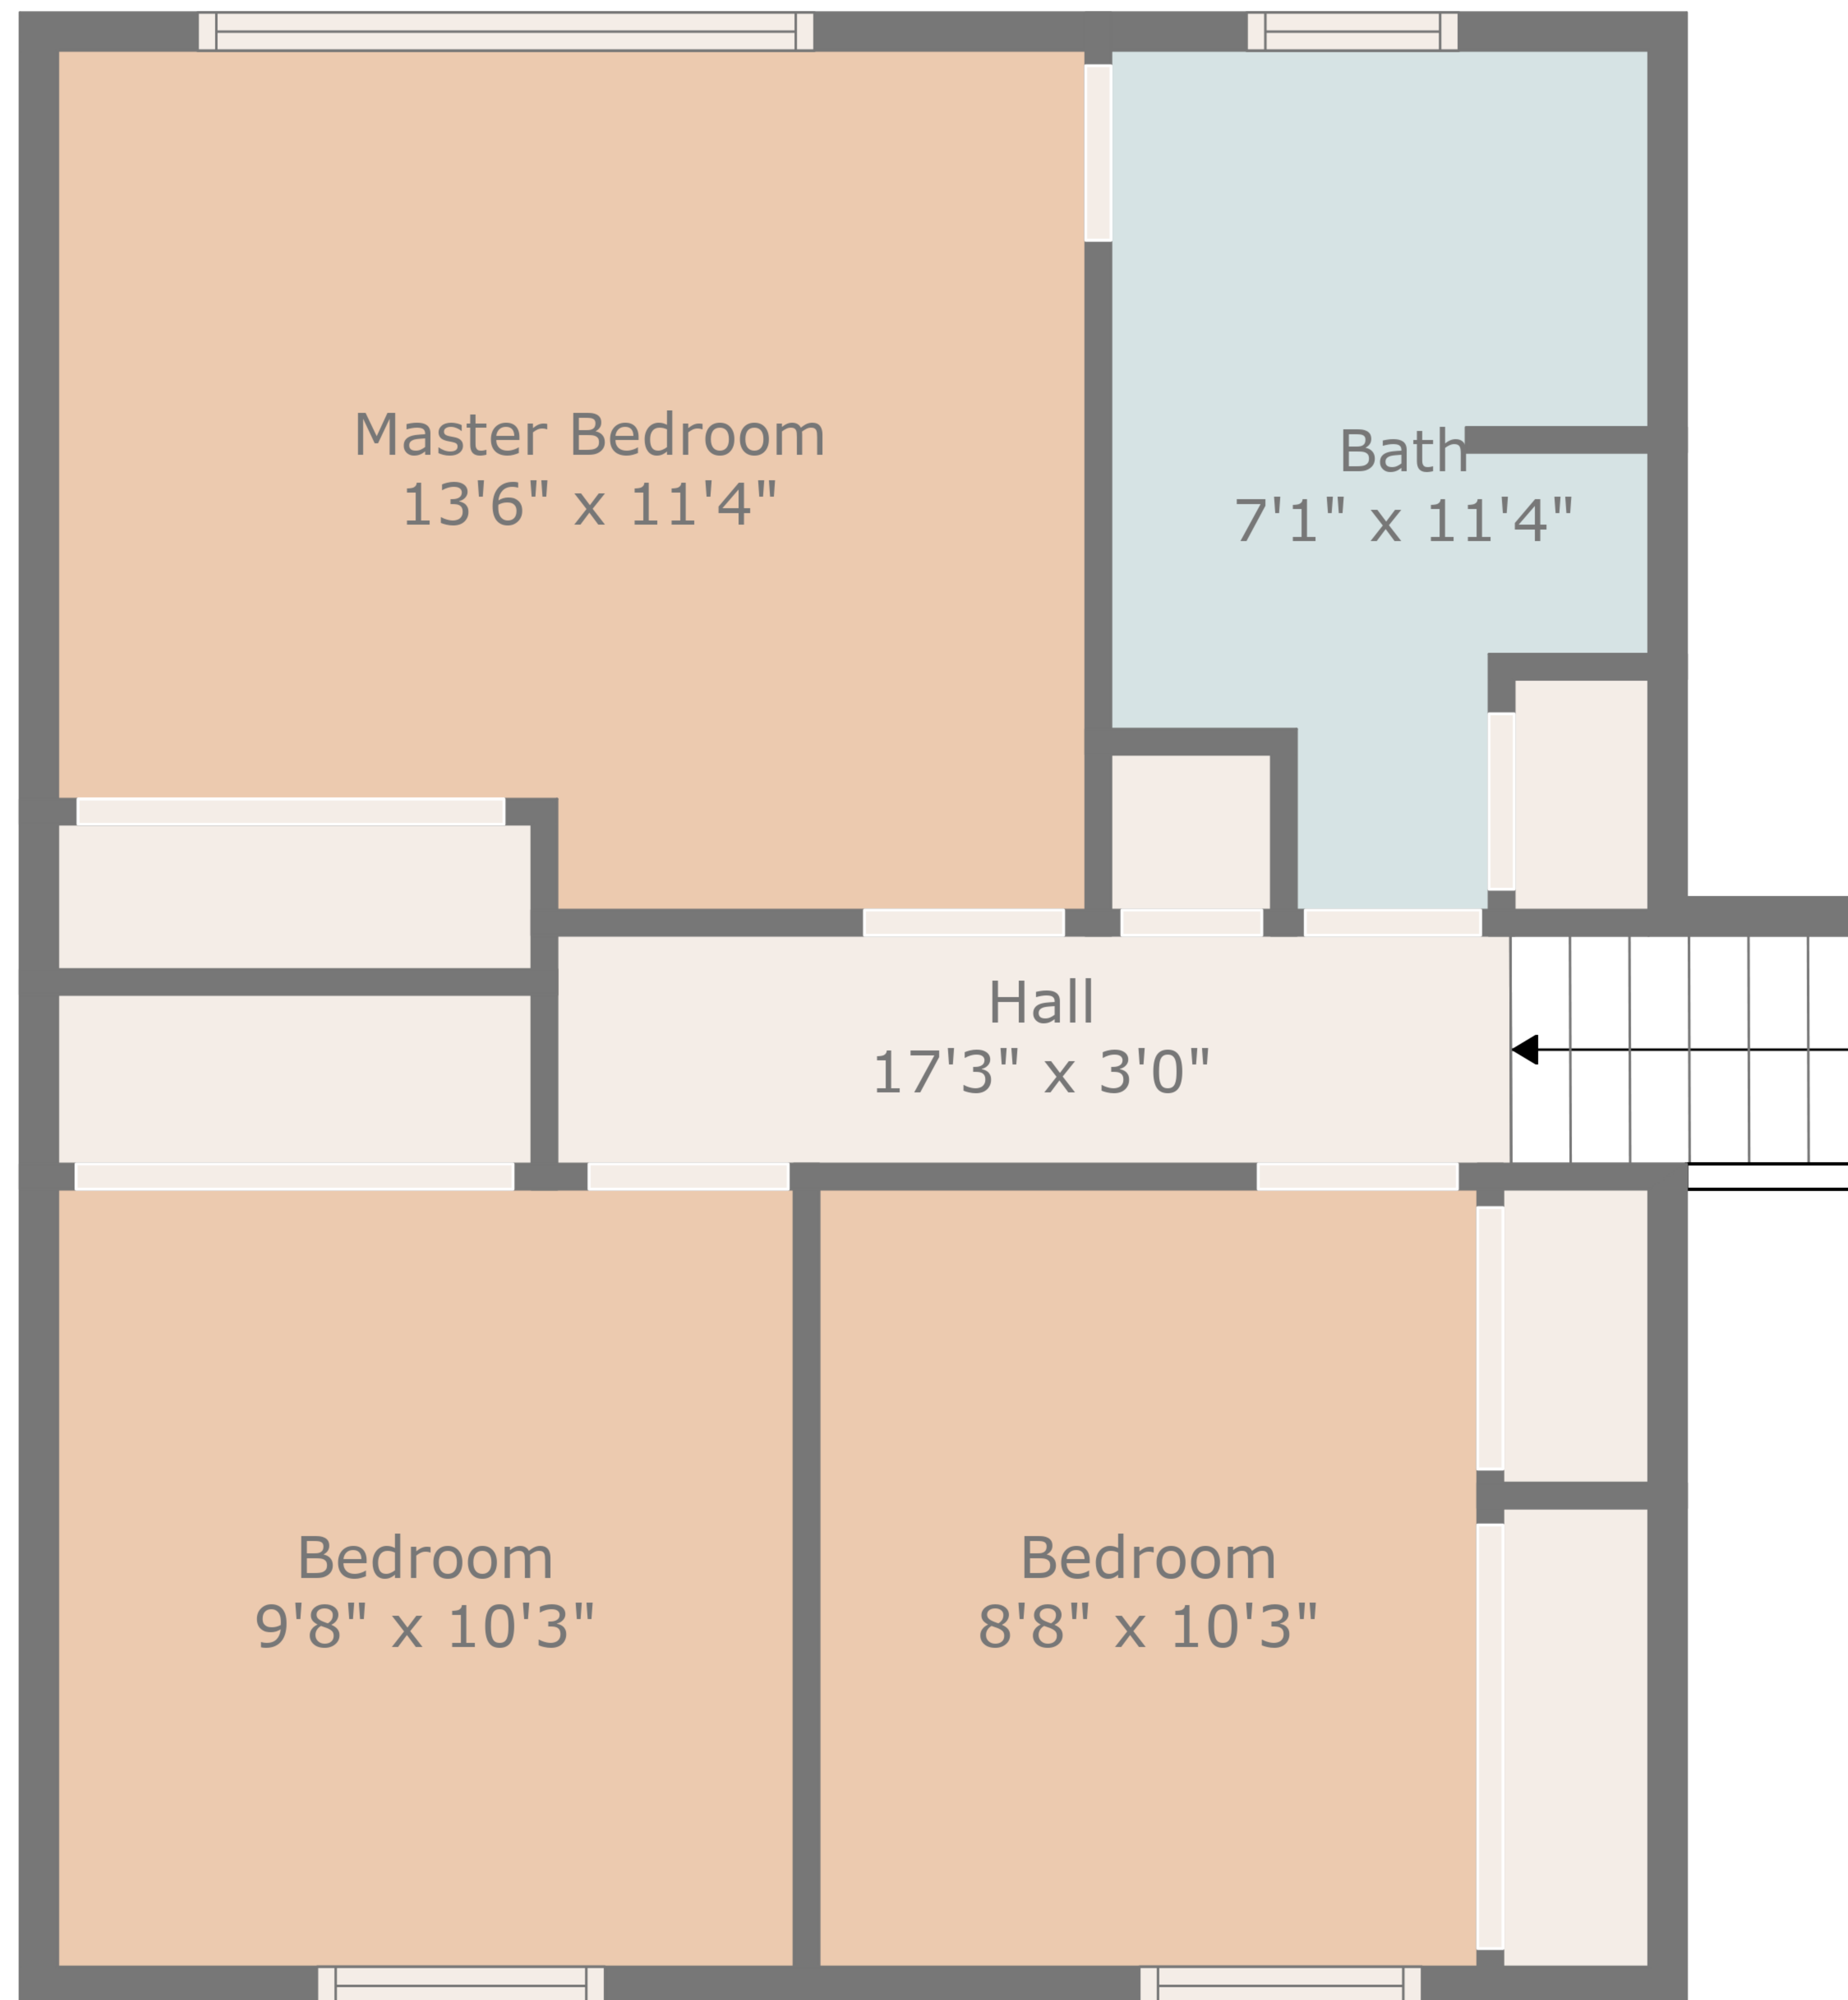 Master Bedroom
13'6" x 11'4"
Bath
7'1" x 11'4"
Hall
17'3" x 3'0"
Bedroom
9'8" x 10'3"
Bedroom
8'8" x 10'3"